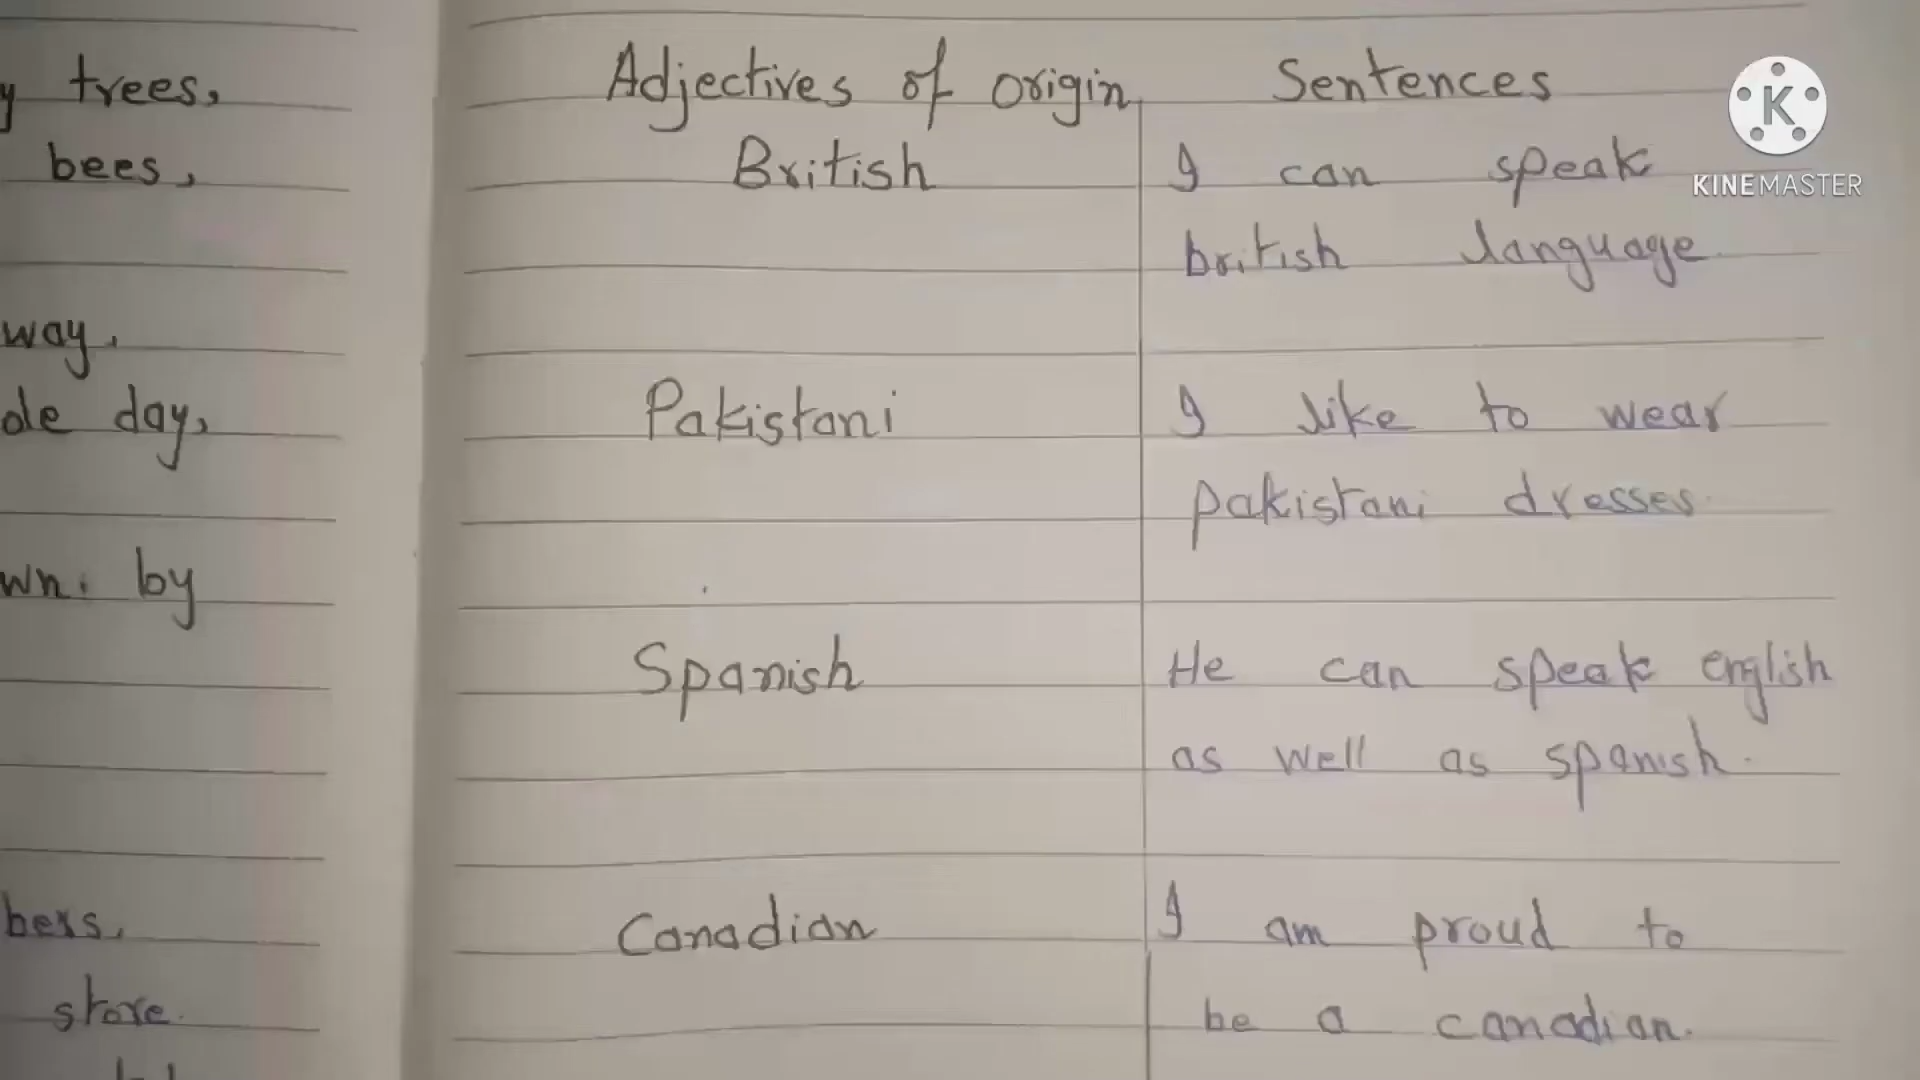 y trees,
bees,
way.
ole day,
wn. by
bers.
store.
Adjectives of origin
Sentences
British
I can speak
british language.
Pakistani
I like to wear
pakistani dresses.
Spanish
He can speak english
as well as spanish.
Canadian
I am proud to
be a canadian.
K
KINEMASTER